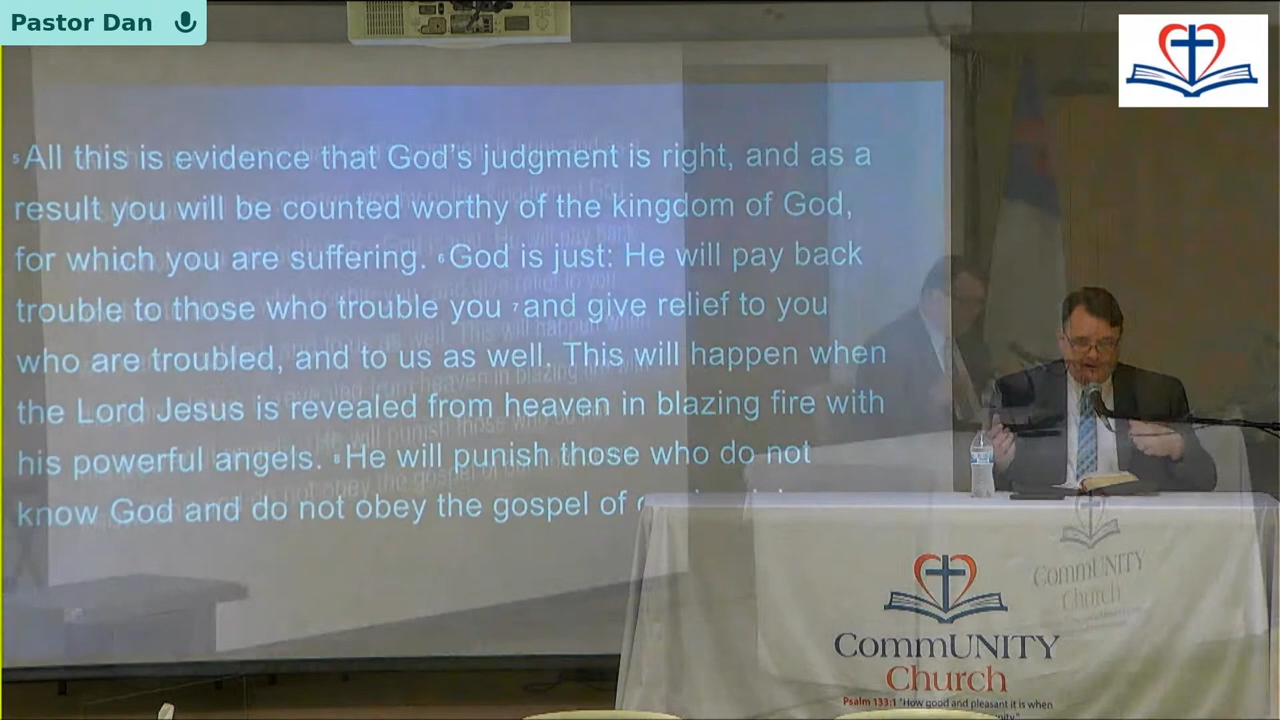 Pastor Dan
5 All this is evidence that God's judgment is right, and as a
result you will be counted worthy of the kingdom of God,
for which you are suffering. 6 God is just: He will pay back
trouble to those who trouble you 7 and give relief to you
who are troubled, and to us as well. This will happen when
the Lord Jesus is revealed from heaven in blazing fire with
his powerful angels. 8 He will punish those who do not
know God and do not obey the gospel of
CommUNITY
Church
Psalm 133:1 "How good and pleasant it is when
CommUNITY
Church